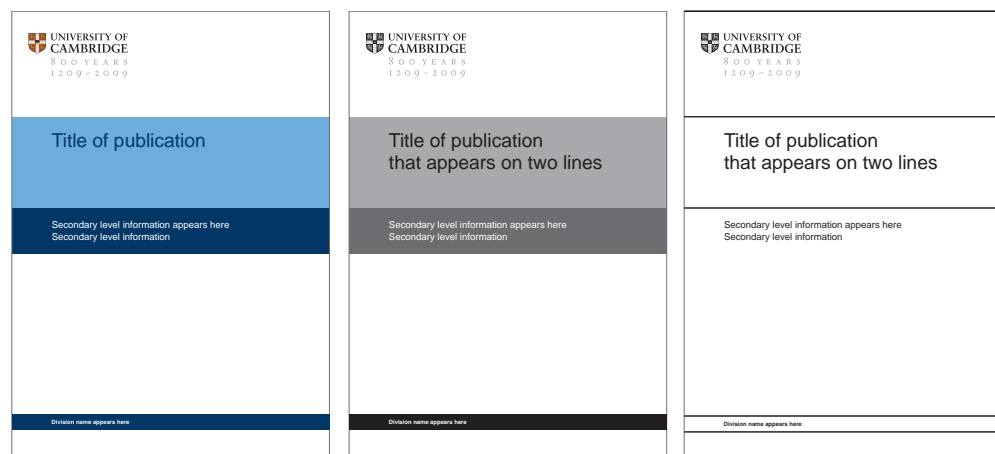 UNIVERSITY OF
CAMBRIDGE
800 YEARS
1209~2009
Title of publication
Secondary level information appears here
Secondary level information
Division name appears here
UNIVERSITY OF
CAMBRIDGE
800 YEARS
1209~2009
Title of publication
that appears on two lines
Secondary level information appears here
Secondary level information
Division name appears here
UNIVERSITY OF
CAMBRIDGE
800 YEARS
1209~2009
Title of publication
that appears on two lines
Secondary level information appears here
Secondary level information
Division name appears here